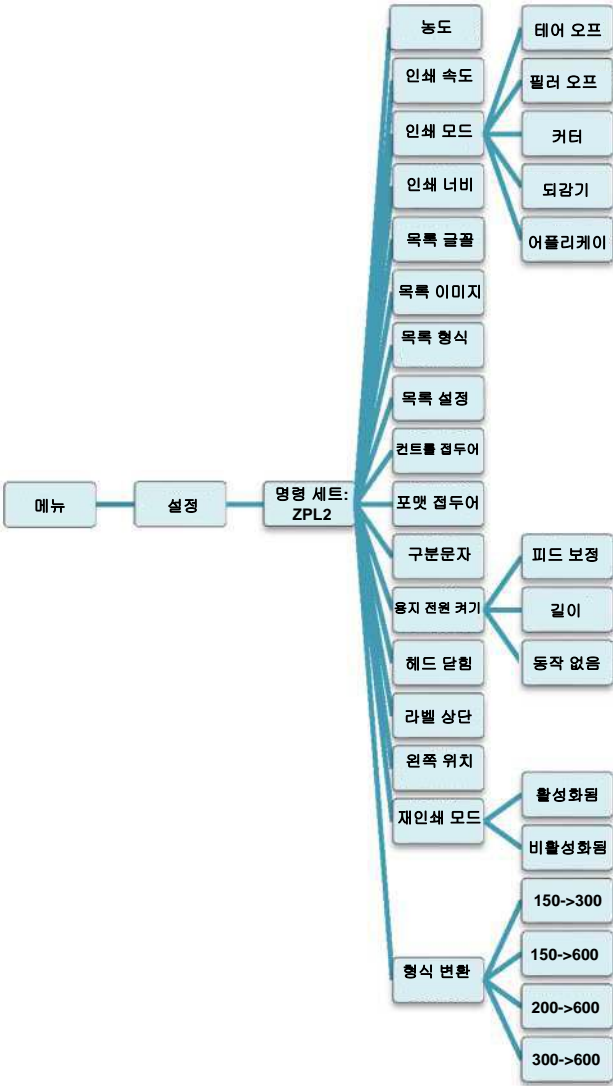 메뉴
설정
명령 세트:
ZPL2
농도
인쇄 속도
인쇄 모드
테어 오프
필러 오프
커터
되감기
어플리케이
인쇄 너비
목록 글꼴
목록 이미지
목록 형식
목록 설정
컨트롤 접두어
포맷 접두어
구분문자
용지 전원 켜기
피드 보정
길이
동작 없음
헤드 닫힘
라벨 상단
왼쪽 위치
재인쇄 모드
활성화됨
비활성화됨
형식 변환
150->300
150->600
200->600
300->600